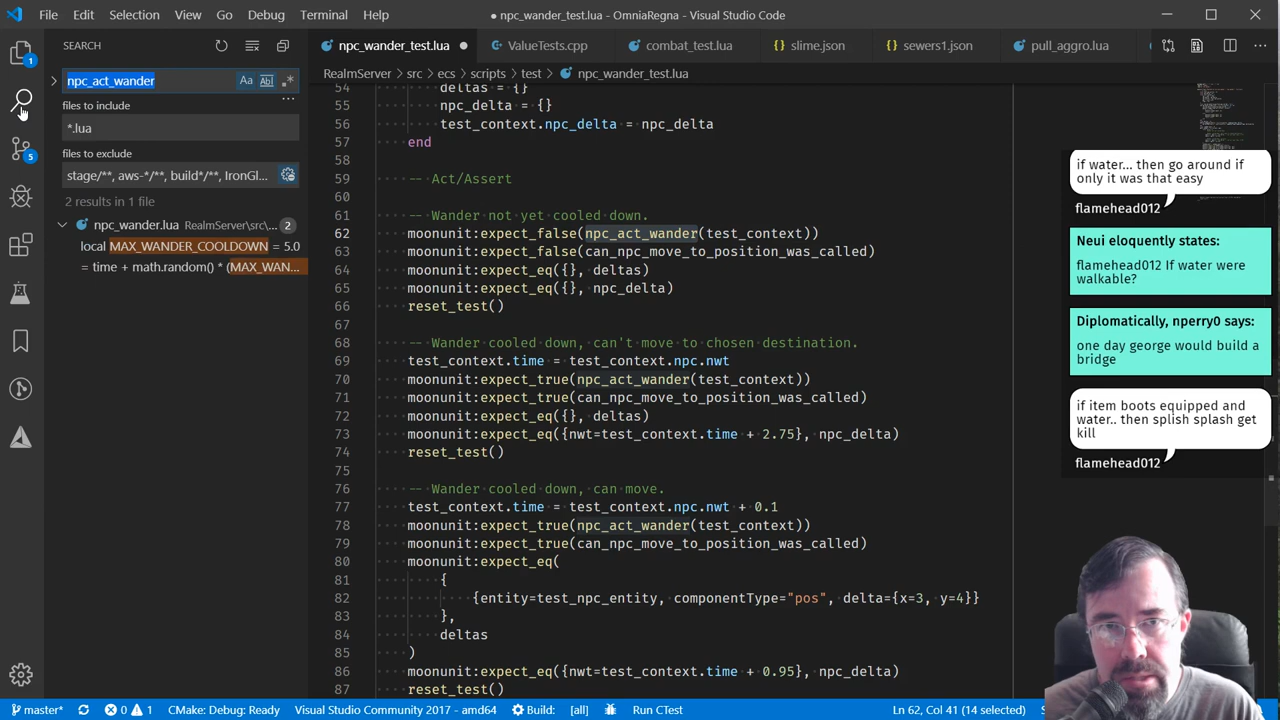 File Edit Selection View Go Debug Terminal Help
● npc_wander_test.lua - OmniaRegna - Visual Studio Code
SEARCH
npc_wander_test.lua ValueTests.cpp combat_test.lua slime.json sewers1.json pull_aggro.lua
RealmServer > src > ecs > scripts > test > npc_wander_test.lua
npc_act_wander
Aa Abl .*
files to include
*.lua
files to exclude
stage/**, aws-*/**, build*/**, IronGl...
2 results in 1 file
npc_wander.lua RealmServer\src\... 2
local MAX_WANDER_COOLDOWN = 5.0
= time + math.random() * (MAX_WAN...
1
5
54 deltas = {}
55 npc_delta = {}
56 test_context.npc_delta = npc_delta
57 end
58
59 -- Act/Assert
60
61 -- Wander not yet cooled down.
62 moonunit:expect_false(npc_act_wander(test_context))
63 moonunit:expect_false(can_npc_move_to_position_was_called)
64 moonunit:expect_eq({}, deltas)
65 moonunit:expect_eq({}, npc_delta)
66 reset_test()
67
68 -- Wander cooled down, can't move to chosen destination.
69 test_context.time = test_context.npc.nwt
70 moonunit:expect_true(npc_act_wander(test_context))
71 moonunit:expect_true(can_npc_move_to_position_was_called)
72 moonunit:expect_eq({}, deltas)
73 moonunit:expect_eq({nwt=test_context.time + 2.75}, npc_delta)
74 reset_test()
75
76 -- Wander cooled down, can move.
77 test_context.time = test_context.npc.nwt + 0.1
78 moonunit:expect_true(npc_act_wander(test_context))
79 moonunit:expect_true(can_npc_move_to_position_was_called)
80 moonunit:expect_eq(
81 {
82 {entity=test_npc_entity, componentType="pos", delta={x=3, y=4}}
83 },
84 deltas
85 )
86 moonunit:expect_eq({nwt=test_context.time + 0.95}, npc_delta)
87 reset_test()
if water... then go around if
only it was that easy
flamehead012
Neui eloquently states:
flamehead012 If water were
walkable?
Diplomatically, nperry0 says:
one day george would build a
bridge
if item boots equipped and
water.. then splish splash get
kill
flamehead012
master* 0 1 CMake: Debug: Ready Visual Studio Community 2017 - amd64 Build: [all] Run CTest Ln 62, Col 41 (14 selected)